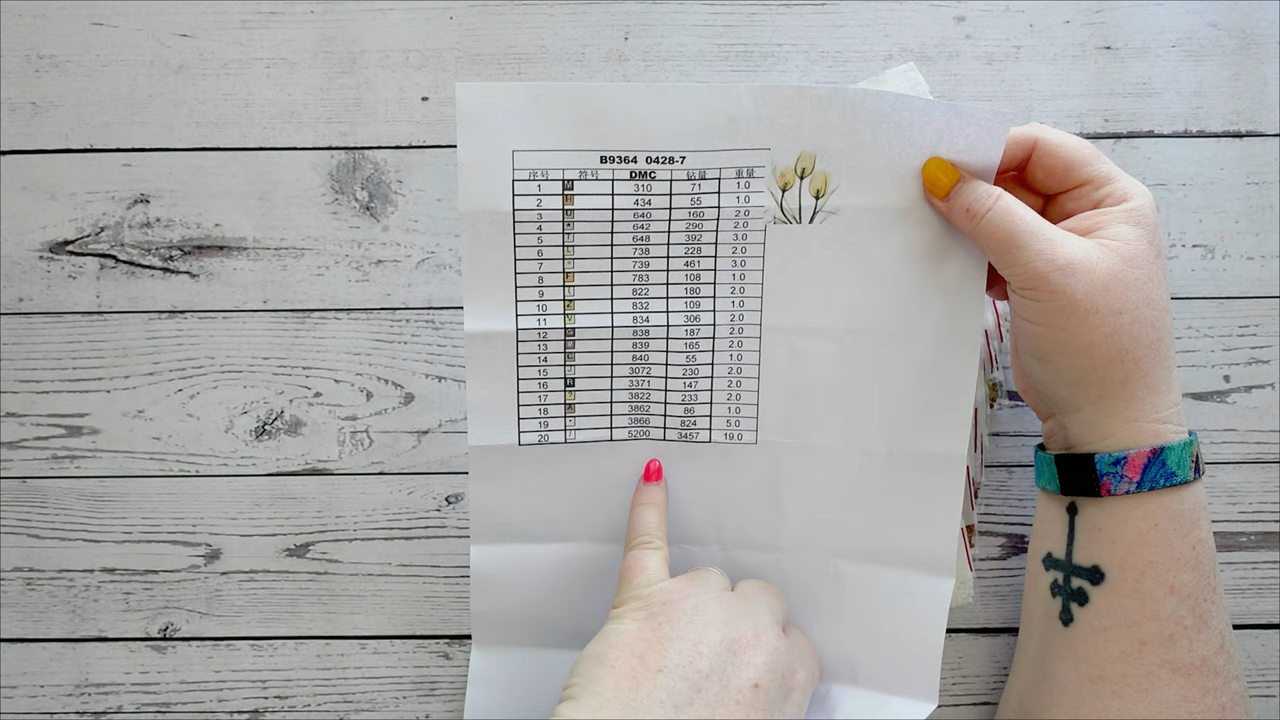 B9364 0428-7
序号 符号 DMC 钻量 重量
1 M 310 71 1.0
2 H 434 55 1.0
3 U 640 160 2.0
4 * 642 290 2.0
5 T 648 392 3.0
6 L 738 228 2.0
7 = 739 461 3.0
8 F 783 108 1.0
9 ( 822 180 2.0
10 Z 832 109 1.0
11 V 834 306 2.0
12 838 187 2.0
13 # 839 165 2.0
14 C 840 55 1.0
15 J 3072 230 2.0
16 R 3371 147 2.0
17 ? 3822 233 2.0
18 A 3862 86 1.0
19 • 3866 824 5.0
20 / 5200 3457 19.0